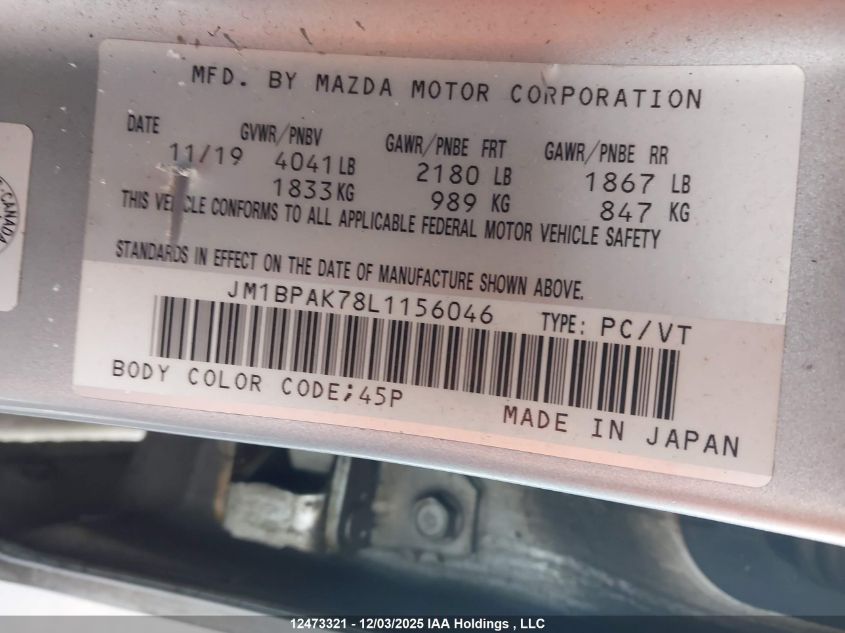 MFD. BY MAZDA MOTOR CORPORATION
DATE GVWR/PNBV GAWR/PNBE FRT GAWR/PNBE RR
11/19 4041 LB 2180 LB 1867 LB
1833 KG 989 KG 847 KG
THIS VEHICLE CONFORMS TO ALL APPLICABLE FEDERAL MOTOR VEHICLE SAFETY
STANDARDS IN EFFECT ON THE DATE OF MANUFACTURE SHOWN ABOVE.
JM1BPAK78L1156046 TYPE: PC/VT
BODY COLOR CODE;45P
MADE IN JAPAN
CANADA
12473321 - 12/03/2025 IAA Holdings , LLC